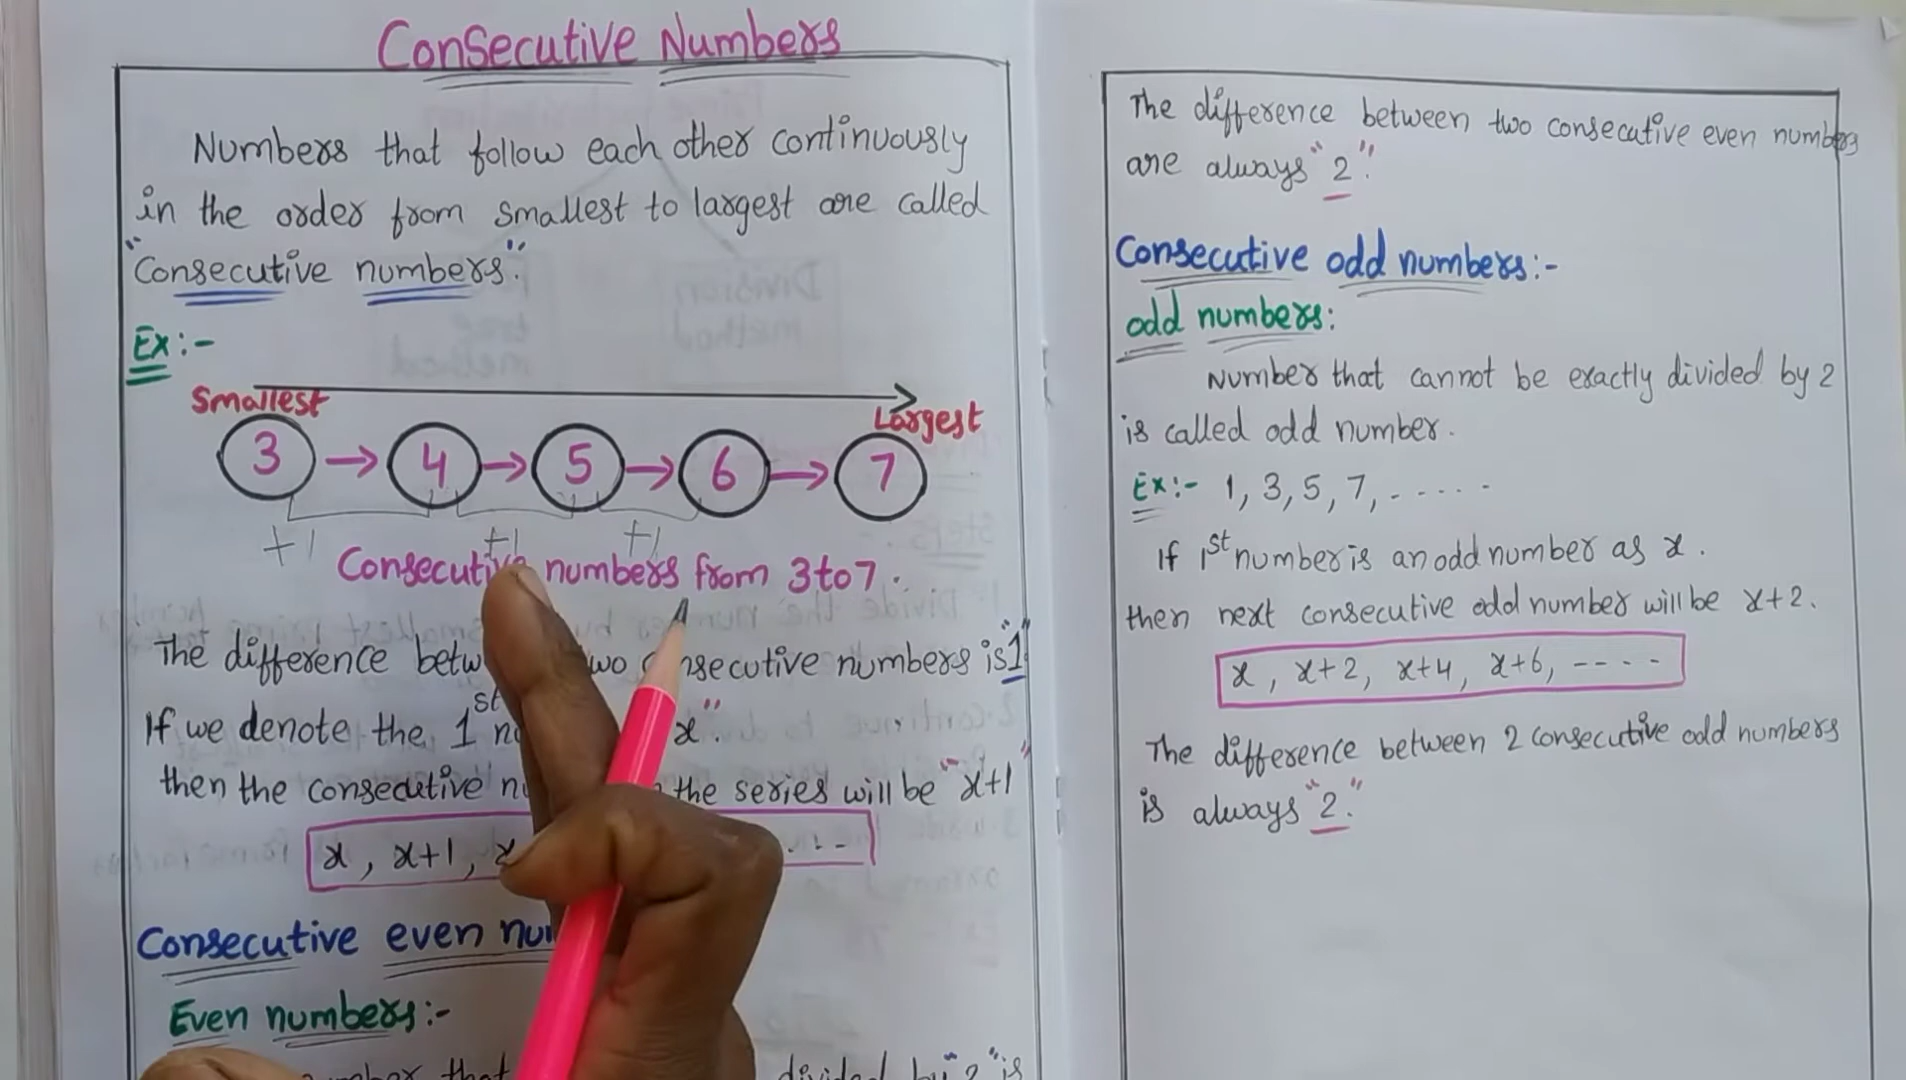 Consecutive Numbers
Numbers that follow each other continuously
in the order from smallest to largest are called
"Consecutive numbers".
Ex:-
Smallest
Largest
3 → 4 → 5 → 6 → 7
+1 +1 +1
Consecutive numbers from 3 to 7.
The difference two consecutive numbers is "1"
If we denote the 1st x".
then the consecutive the series will be "x+1"
x, x+1, ...
Consecutive even
Even numbers:-
that divided by "2" is
The difference between two consecutive even numbers
are always "2".
Consecutive odd numbers:-
odd numbers:
Number that cannot be exactly divided by 2
is called odd number.
Ex:- 1, 3, 5, 7, .....
If 1st number is an odd number as x.
then next consecutive odd number will be x+2.
x, x+2, x+4, x+6, ----
The difference between 2 consecutive odd numbers
is always "2."